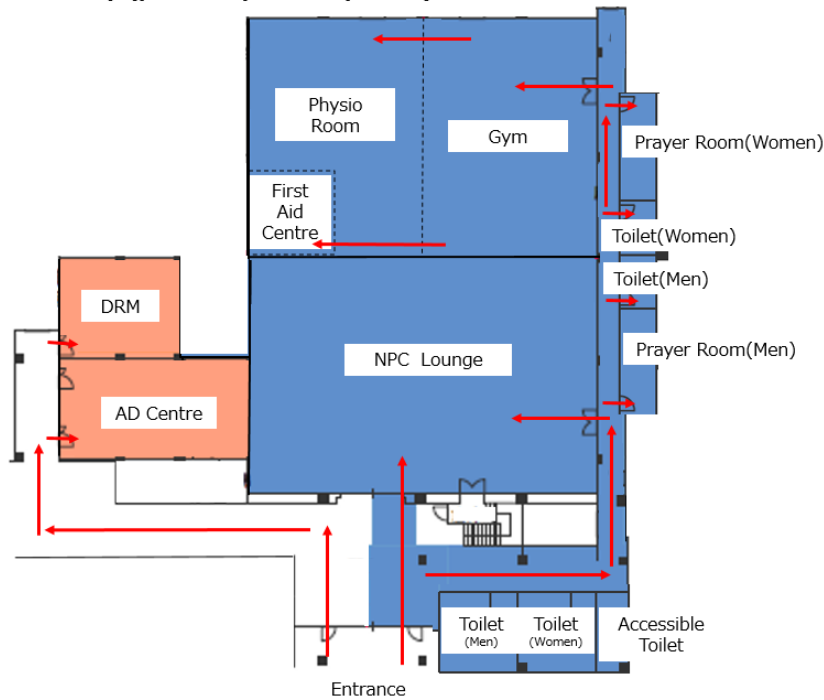 Physio
Room
Gym
Prayer Room(Women)
First
Aid
Centre
Toilet(Women)
Toilet(Men)
DRM
NPC Lounge
Prayer Room(Men)
AD Centre
Toilet
(Men)
Toilet
(Women)
Accessible
Toilet
Entrance